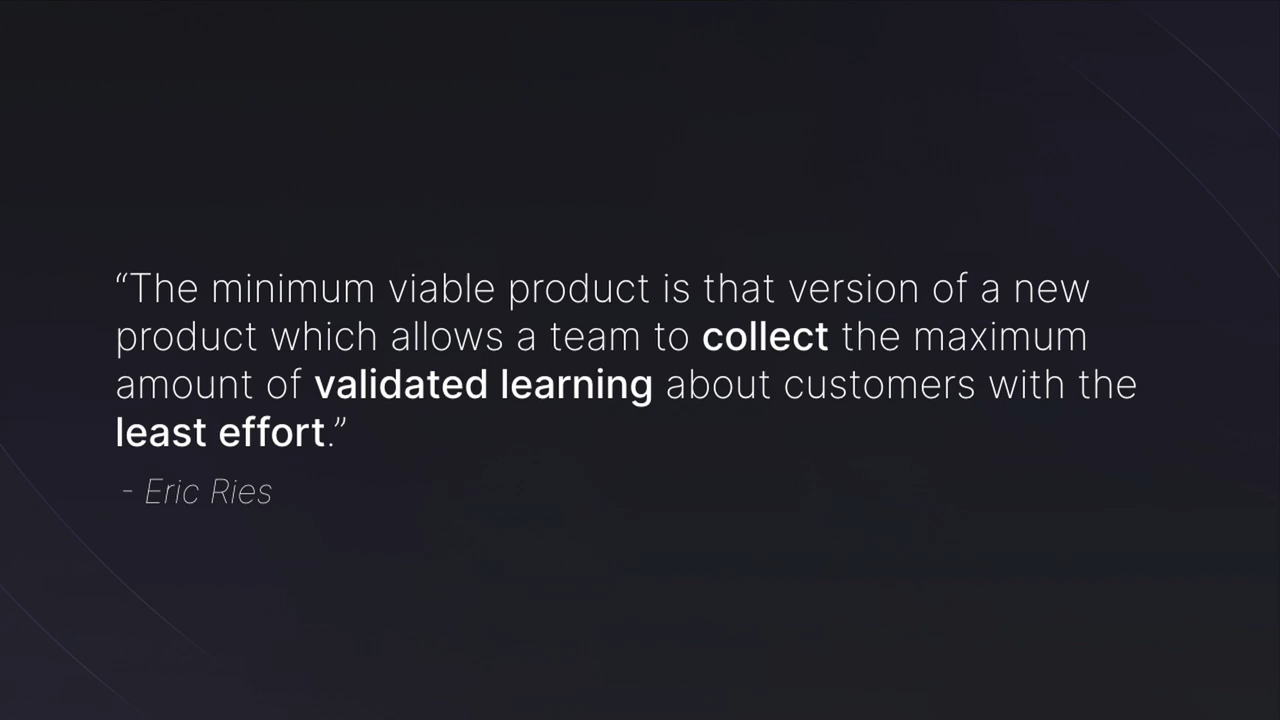 “The minimum viable product is that version of a new
product which allows a team to collect the maximum
amount of validated learning about customers with the
least effort.”
- Eric Ries